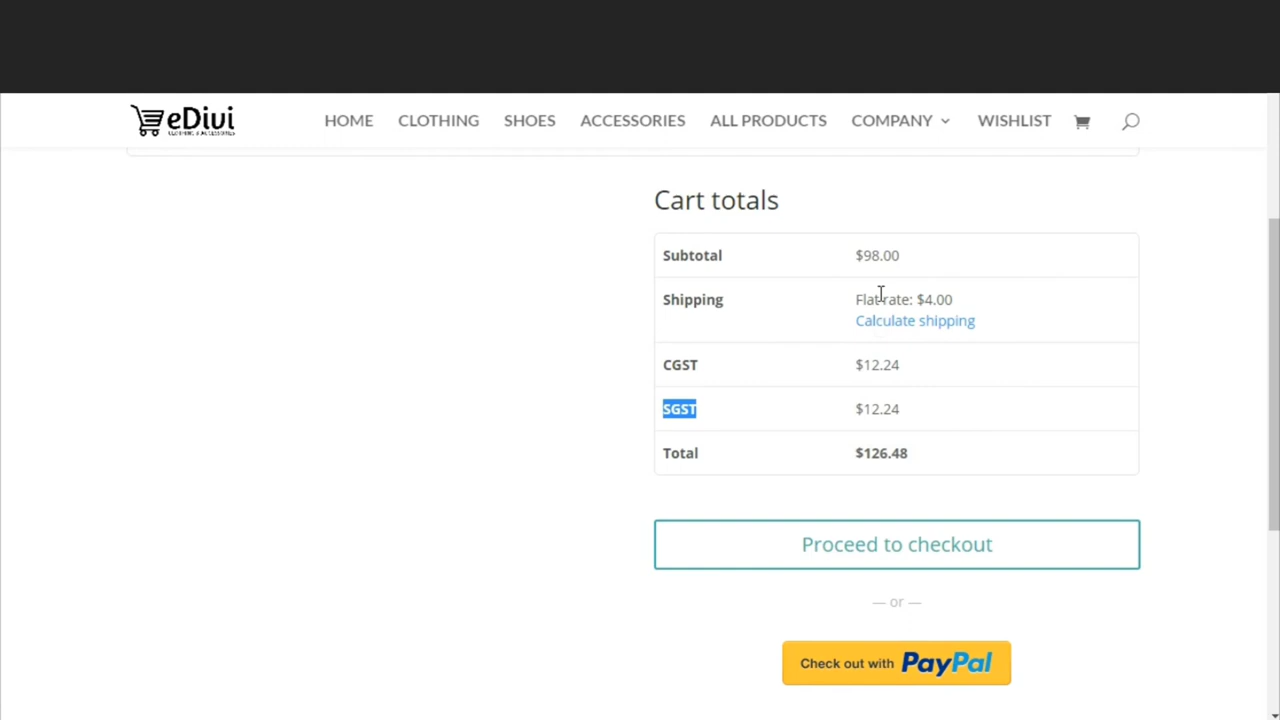 eDivi
HOME CLOTHING SHOES ACCESSORIES ALL PRODUCTS COMPANY WISHLIST
Cart totals
Subtotal $98.00
Shipping Flat rate: $4.00
Calculate shipping
CGST $12.24
SGST $12.24
Total $126.48
Proceed to checkout
— or —
Check out with PayPal